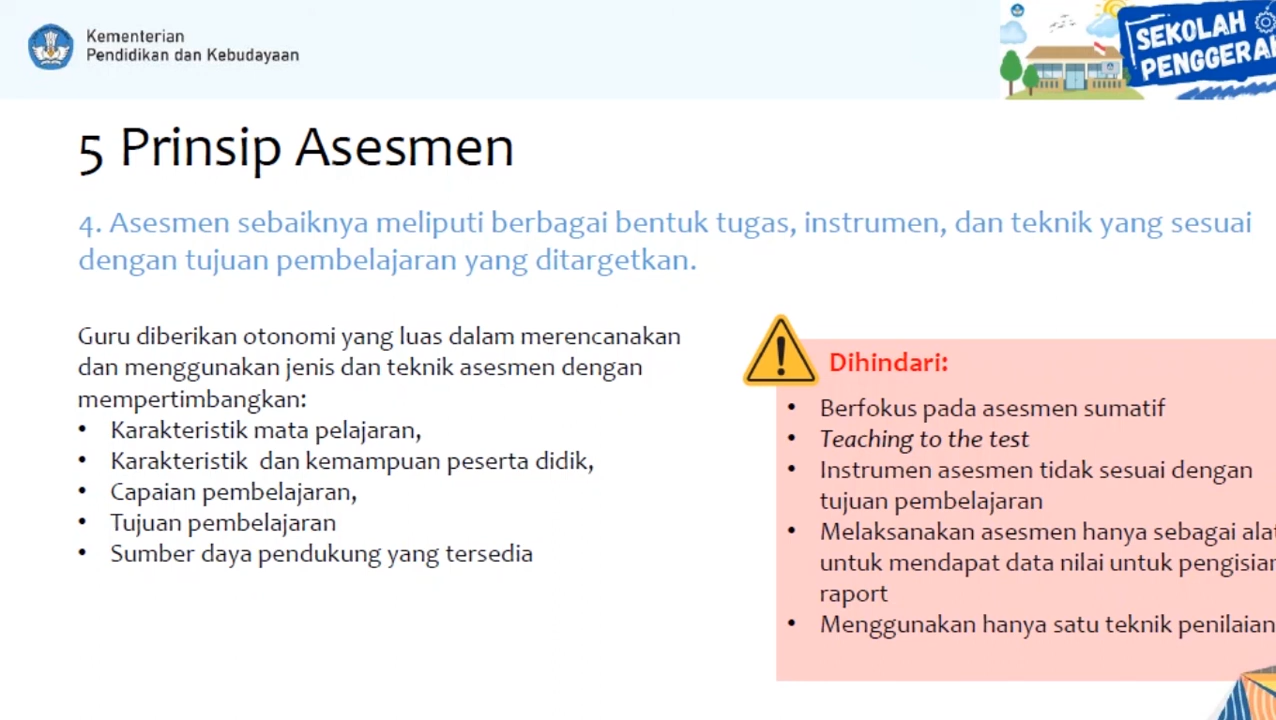 Kementerian
Pendidikan dan Kebudayaan
SEKOLAH
5 Prinsip Asesmen
4. Asesmen sebaiknya meliputi berbagai bentuk tugas, instrumen, dan teknik yang sesuai
dengan tujuan pembelajaran yang ditargetkan.
Guru diberikan otonomi yang luas dalam merencanakan
dan menggunakan jenis dan teknik asesmen dengan
mempertimbangkan:
• Karakteristik mata pelajaran,
• Karakteristik dan kemampuan peserta didik,
• Capaian pembelajaran,
• Tujuan pembelajaran
• Sumber daya pendukung yang tersedia
Dihindari:
• Berfokus pada asesmen sumatif
• Teaching to the test
• Instrumen asesmen tidak sesuai dengan
tujuan pembelajaran
• Melaksanakan asesmen hanya sebagai
untuk mendapat data nilai untuk
raport
• Menggunakan hanya satu teknik penilaian